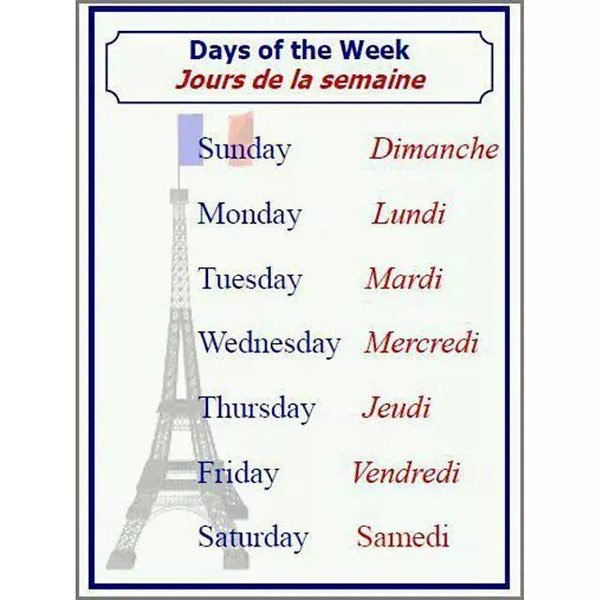 Days of the Week
Jours de la semaine
Sunday Dimanche
Monday Lundi
Tuesday Mardi
Wednesday Mercredi
Thursday Jeudi
Friday Vendredi
Saturday Samedi